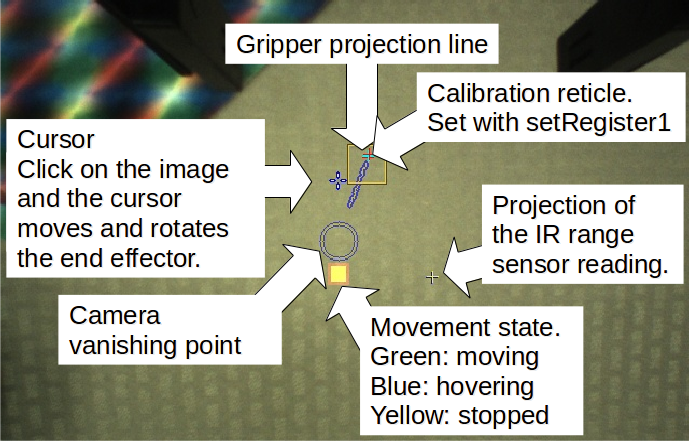 Gripper projection line
Calibration reticle.
Set with setRegister1
Cursor
Click on the image
and the cursor
moves and rotates
the end effector.
Projection of
the IR range
sensor reading.
Camera
vanishing point
Movement state.
Green: moving
Blue: hovering
Yellow: stopped